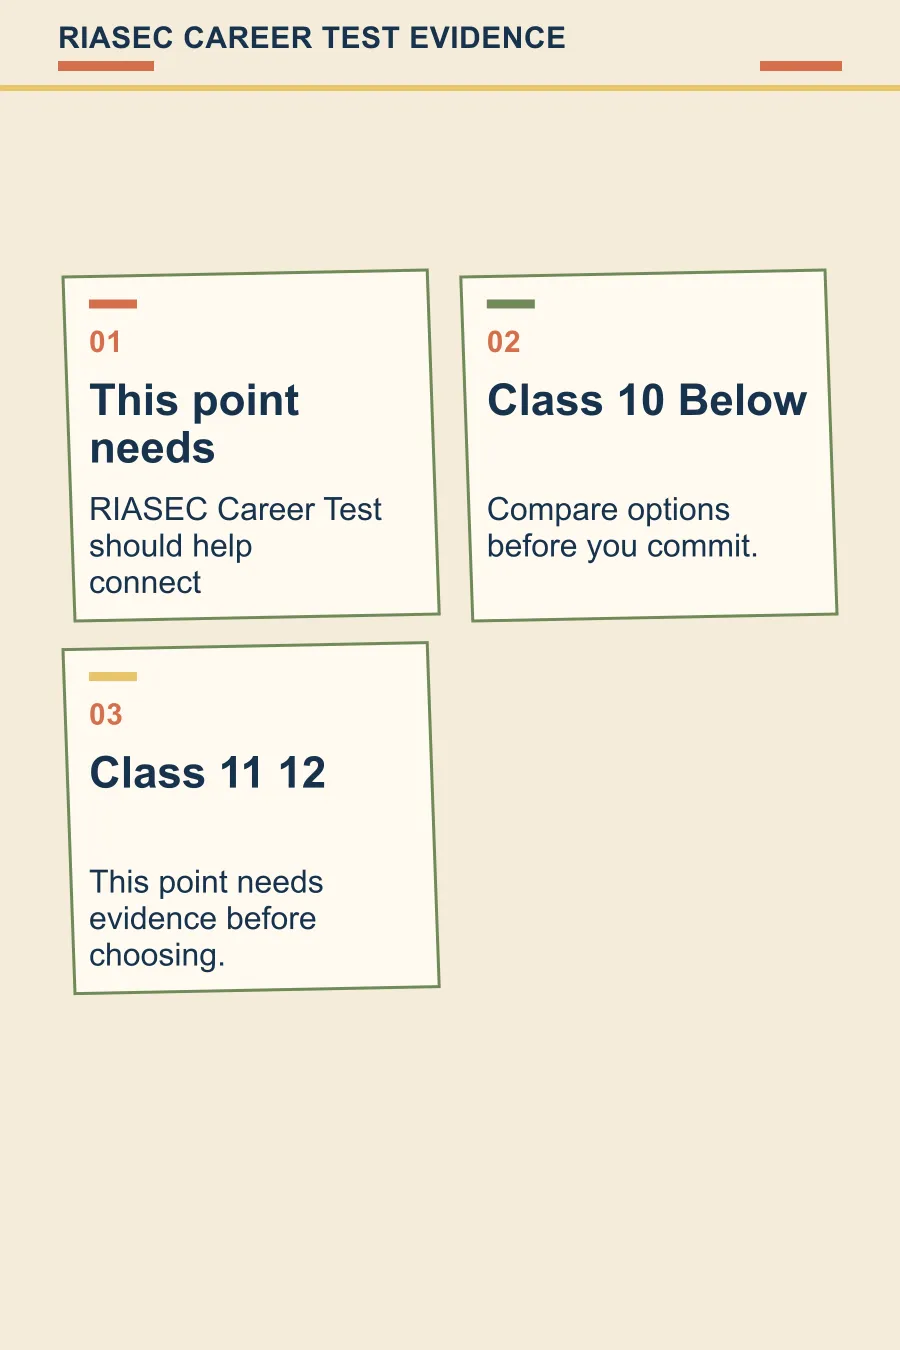 RIASEC CAREER TEST EVIDENCE
01
This point
needs
RIASEC Career Test
should help
connect
02
Class 10 Below
Compare options
before you commit.
03
Class 11 12
This point needs
evidence before
choosing.